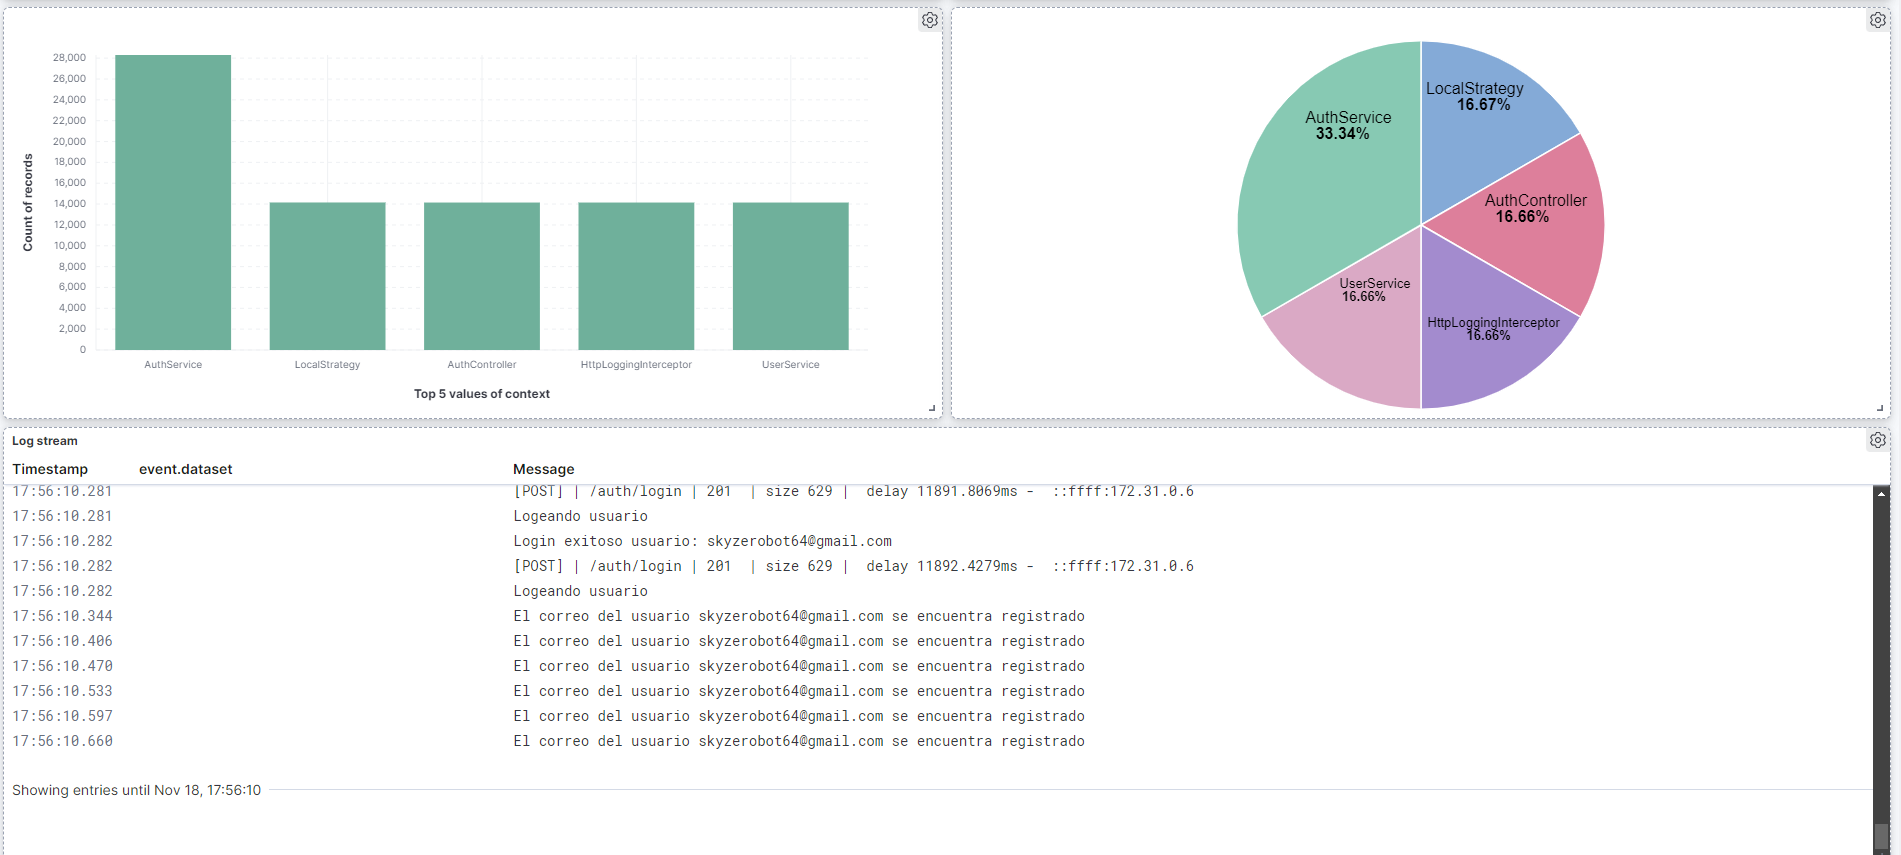 28,000
26,000
24,000
22,000
20,000
18,000
16,000
14,000
12,000
10,000
8,000
6,000
4,000
2,000
0
Count of records
AuthService
LocalStrategy
AuthController
HttpLoggingInterceptor
UserService
Top 5 values of context
LocalStrategy
16.67%
AuthService
33.34%
AuthController
16.66%
UserService
16.66%
HttpLoggingInterceptor
16.66%
Log stream
Timestamp event.dataset Message
17:56:10.281 [POST] | /auth/login | 201 | size 629 | delay 11891.8069ms - ::ffff:172.31.0.6
17:56:10.281 Logeando usuario
17:56:10.282 Login exitoso usuario: skyzerobot64@gmail.com
17:56:10.282 [POST] | /auth/login | 201 | size 629 | delay 11892.4279ms - ::ffff:172.31.0.6
17:56:10.282 Logeando usuario
17:56:10.344 El correo del usuario skyzerobot64@gmail.com se encuentra registrado
17:56:10.406 El correo del usuario skyzerobot64@gmail.com se encuentra registrado
17:56:10.470 El correo del usuario skyzerobot64@gmail.com se encuentra registrado
17:56:10.533 El correo del usuario skyzerobot64@gmail.com se encuentra registrado
17:56:10.597 El correo del usuario skyzerobot64@gmail.com se encuentra registrado
17:56:10.660 El correo del usuario skyzerobot64@gmail.com se encuentra registrado
Showing entries until Nov 18, 17:56:10